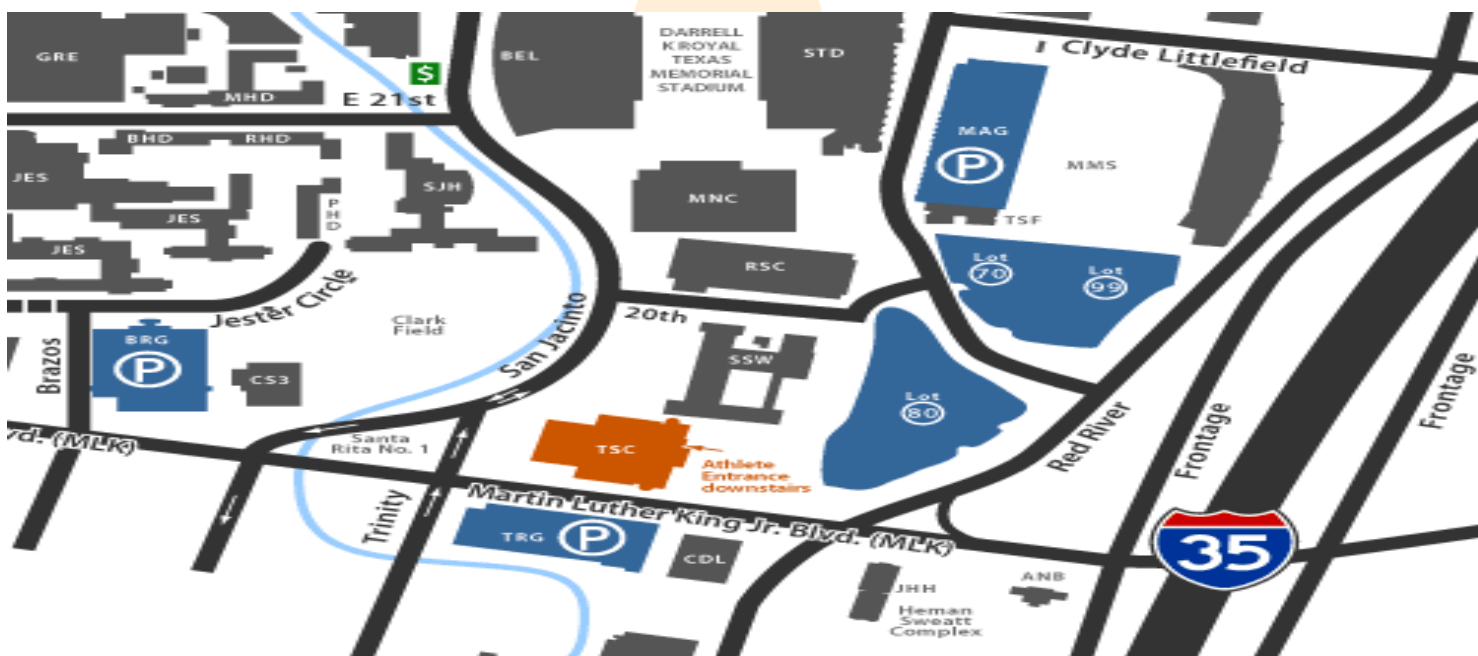 GRE
BEL
DARRELL
K ROYAL
TEXAS
MEMORIAL
STADIUM
STD
I Clyde Littlefield
$
MHD
E 21st
BHD
RHD
MAG
P
MMS
JES
SJH
MNC
PHD
JES
TSF
JES
RSC
Lot
70
Lot
99
Jester Circle
Clark
Field
San Jacinto
20th
BRG
P
Brazos
CS3
SSW
Lot
80
Frontage
Red River
Frontage
vd. (MLK)
Santa
Rita No. 1
TSC
Athlete
Entrance
downstairs
Trinity
Martin Luther King Jr. Blvd. (MLK)
TRG
P
CDL
35
JHH
ANB
Heman
Sweatt
Complex